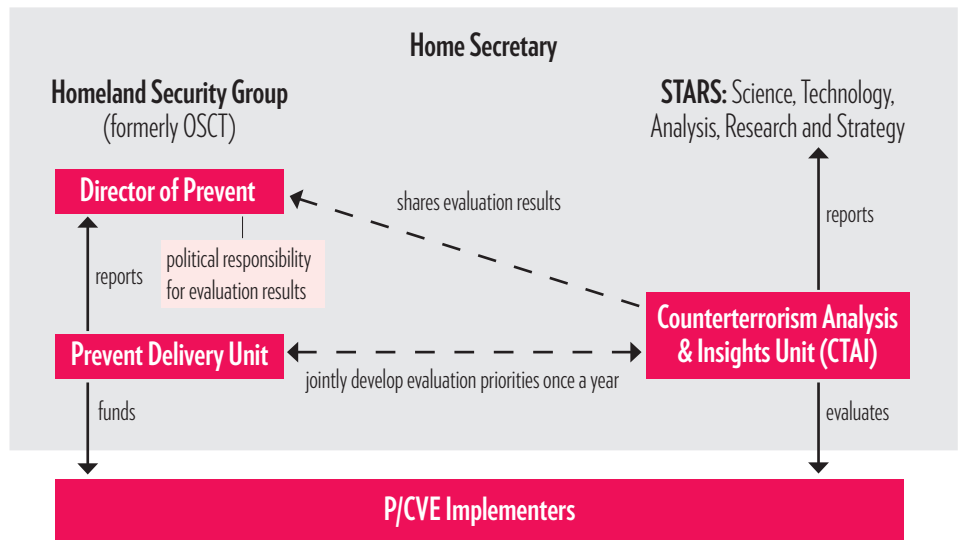 Home Secretary
Homeland Security Group
(formerly OSCT)
STARS: Science, Technology,
Analysis, Research and Strategy
Director of Prevent
shares evaluation results
reports
political responsibility
for evaluation results
reports
Counterterrorism Analysis
& Insights Unit (CTAI)
Prevent Delivery Unit
jointly develop evaluation priorities once a year
funds
evaluates
P/CVE Implementers